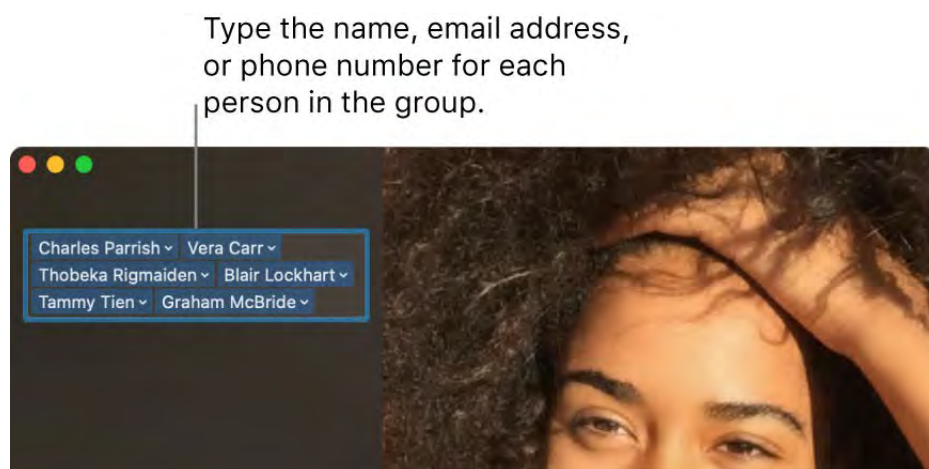 Type the name, email address,
or phone number for each
person in the group.
Charles Parrish Vera Carr
Thobeka Rigmaiden Blair Lockhart
Tammy Tien Graham McBride